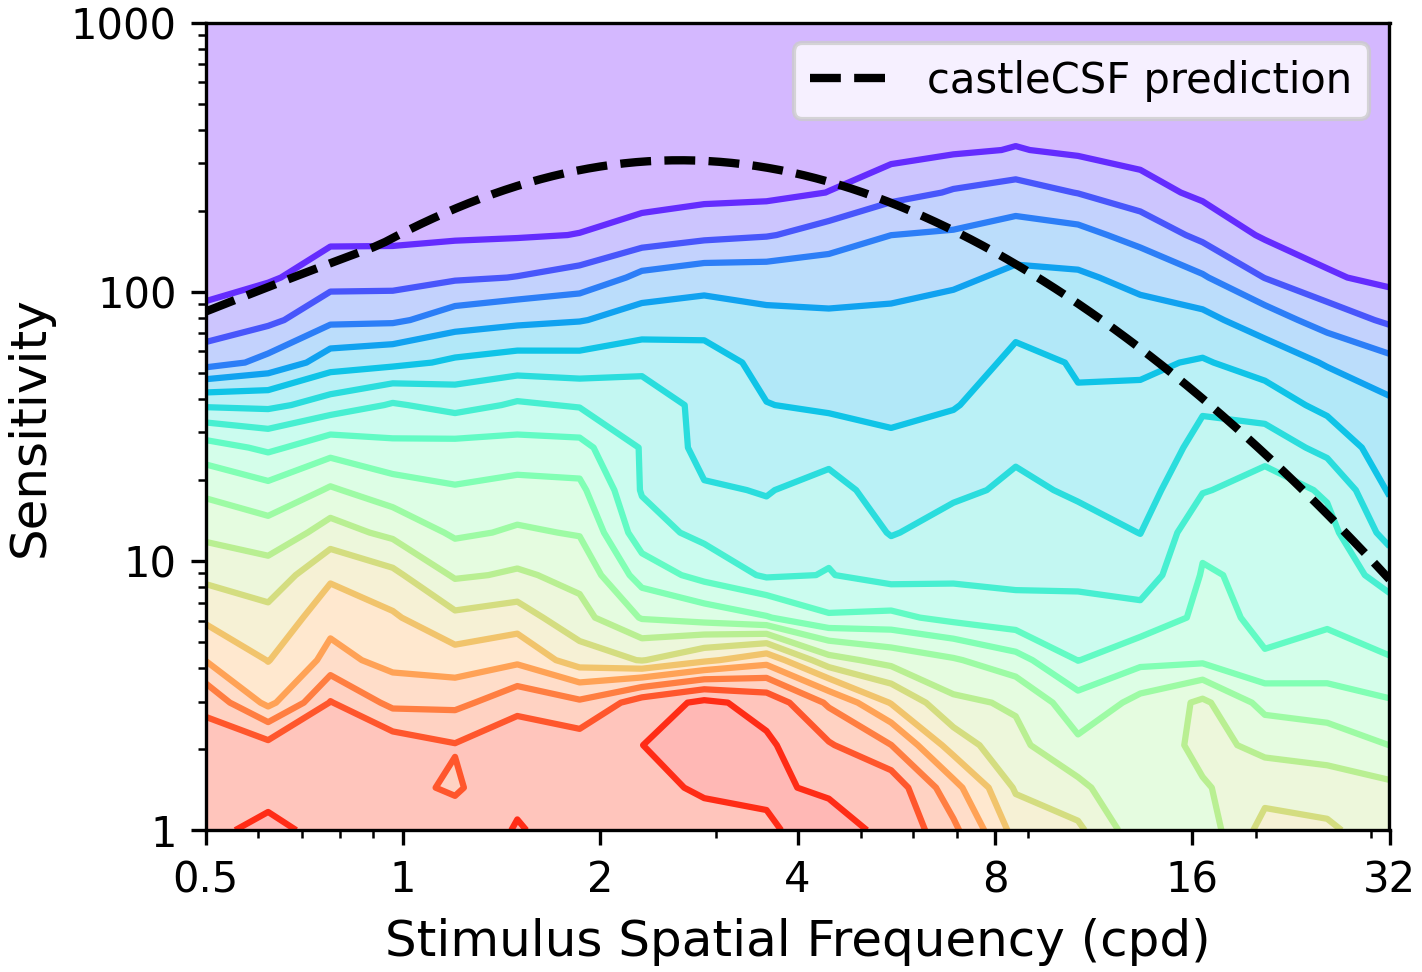 1000
100
10
1
Sensitivity
castleCSF prediction
0.5 1 2 4 8 16 32
Stimulus Spatial Frequency (cpd)